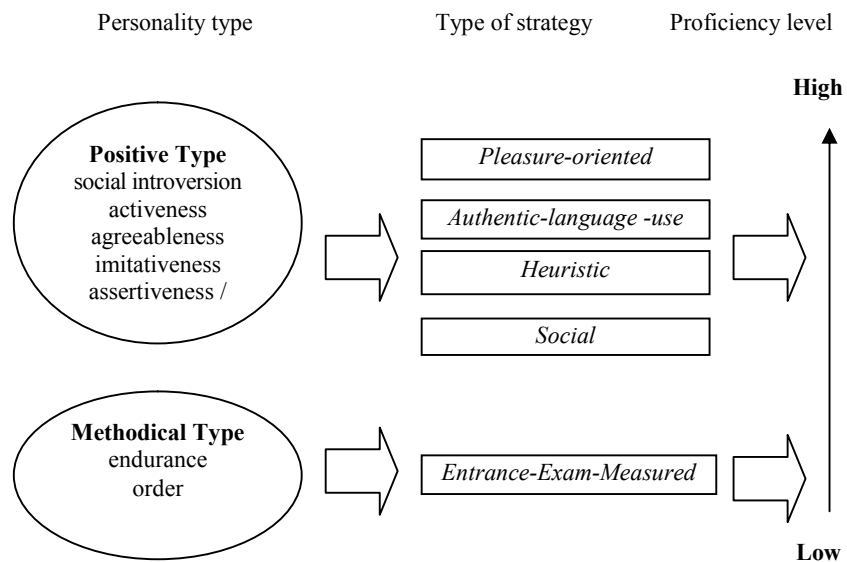 Personality type Type of strategy Proficiency level
High
Positive Type
social introversion
activeness
agreeableness
imitativeness
assertiveness /
Pleasure-oriented
Authentic-language -use
Heuristic
Social
Methodical Type
endurance
order
Entrance-Exam-Measured
Low